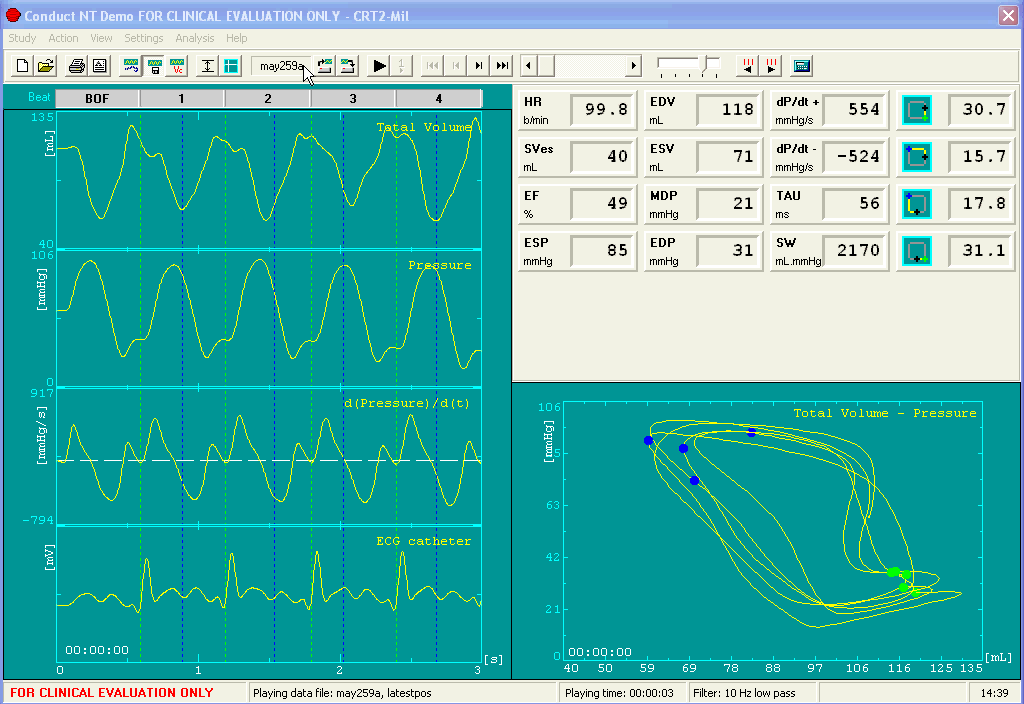 Conduct NT Demo FOR CLINICAL EVALUATION ONLY - CRT2-Mil
Study Action View Settings Analysis Help
may259a
Beat BOF 1 2 3 4
135
[mL]
Total Volume
40
106
[mmHg]
Pressure
0
917
[mmHg/s]
d(Pressure)/d(t)
-794
[mV]
ECG catheter
00:00:00
0 1 2 3 [s]
HR b/min 99.8 EDV mL 118 dP/dt + mmHg/s 554 30.7
SVes mL 40 ESV mL 71 dP/dt - mmHg/s -524 15.7
EF % 49 MDP mmHg 21 TAU ms 56 17.8
ESP mmHg 85 EDP mmHg 31 SW mL.mmHg 2170 31.1
106
Total Volume - Pressure
[mmHg]
63
42
21
0
00:00:00
[mL]
40 50 59 69 78 88 97 106 116 125 135
FOR CLINICAL EVALUATION ONLY Playing data file: may259a, latestpos Playing time: 00:00:03 Filter: 10 Hz low pass 14:39